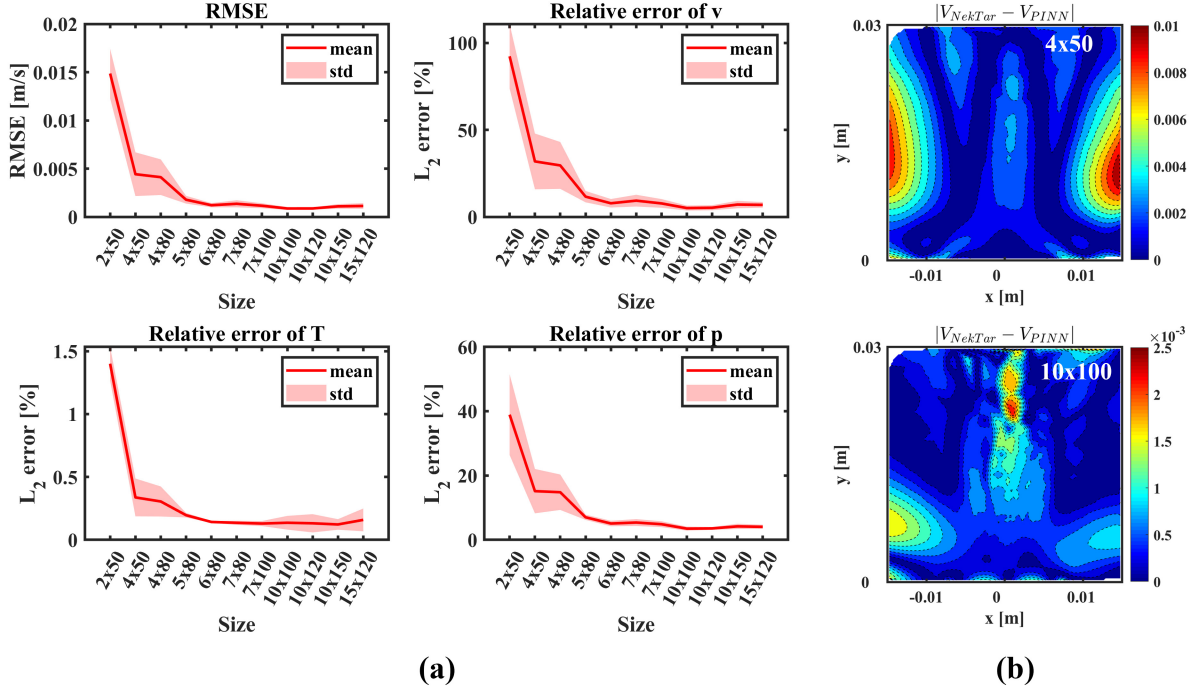 RMSE
RMSE [m/s]
0.02
0.015
0.01
0.005
0
mean
std
2x50
4x50
4x80
5x80
6x80
7x80
7x100
10x100
10x120
10x150
15x120
Size
Relative error of v
L2 error [%]
100
50
0
mean
std
2x50
4x50
4x80
5x80
6x80
7x80
7x100
10x100
10x120
10x150
15x120
Size
|V_NekTar − V_PINN|
4x50
y [m]
0.03
0
-0.01
0
0.01
x [m]
0.01
0.008
0.006
0.004
0.002
0
Relative error of T
L2 error [%]
1.5
1
0.5
0
mean
std
2x50
4x50
4x80
5x80
6x80
7x80
7x100
10x100
10x120
10x150
15x120
Size
Relative error of p
L2 error [%]
60
40
20
0
mean
std
2x50
4x50
4x80
5x80
6x80
7x80
7x100
10x100
10x120
10x150
15x120
Size
|V_NekTar − V_PINN|
×10⁻³
10x100
y [m]
0.03
0
-0.01
0
0.01
x [m]
2.5
2
1.5
1
0.5
0
(a)
(b)